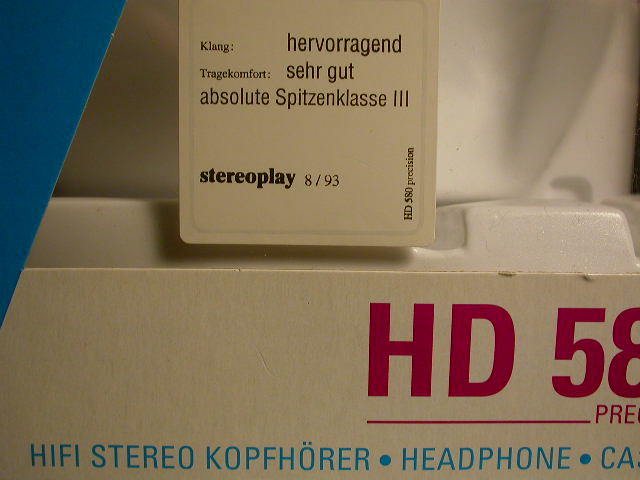 Klang: hervorragend
Tragekomfort: sehr gut
absolute Spitzenklasse III
stereoplay 8/93
HD 580 precision
HD 58
PREC
HIFI STEREO KOPFHÖRER • HEADPHONE • CAS